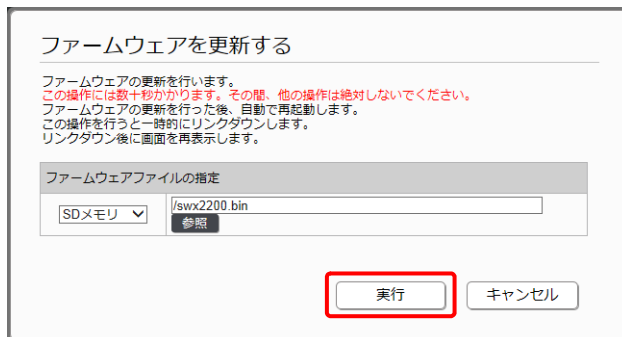 ファームウェアを更新する
ファームウェアの更新を行います。
この操作には数十秒かかります。その間、他の操作は絶対しないでください。
ファームウェアの更新を行った後、自動で再起動します。
この操作を行うと一時的にリンクダウンします。
リンクダウン後に画面を再表示します。
ファームウェアファイルの指定
SDメモリ
/swx2200.bin
参照
実行
キャンセル